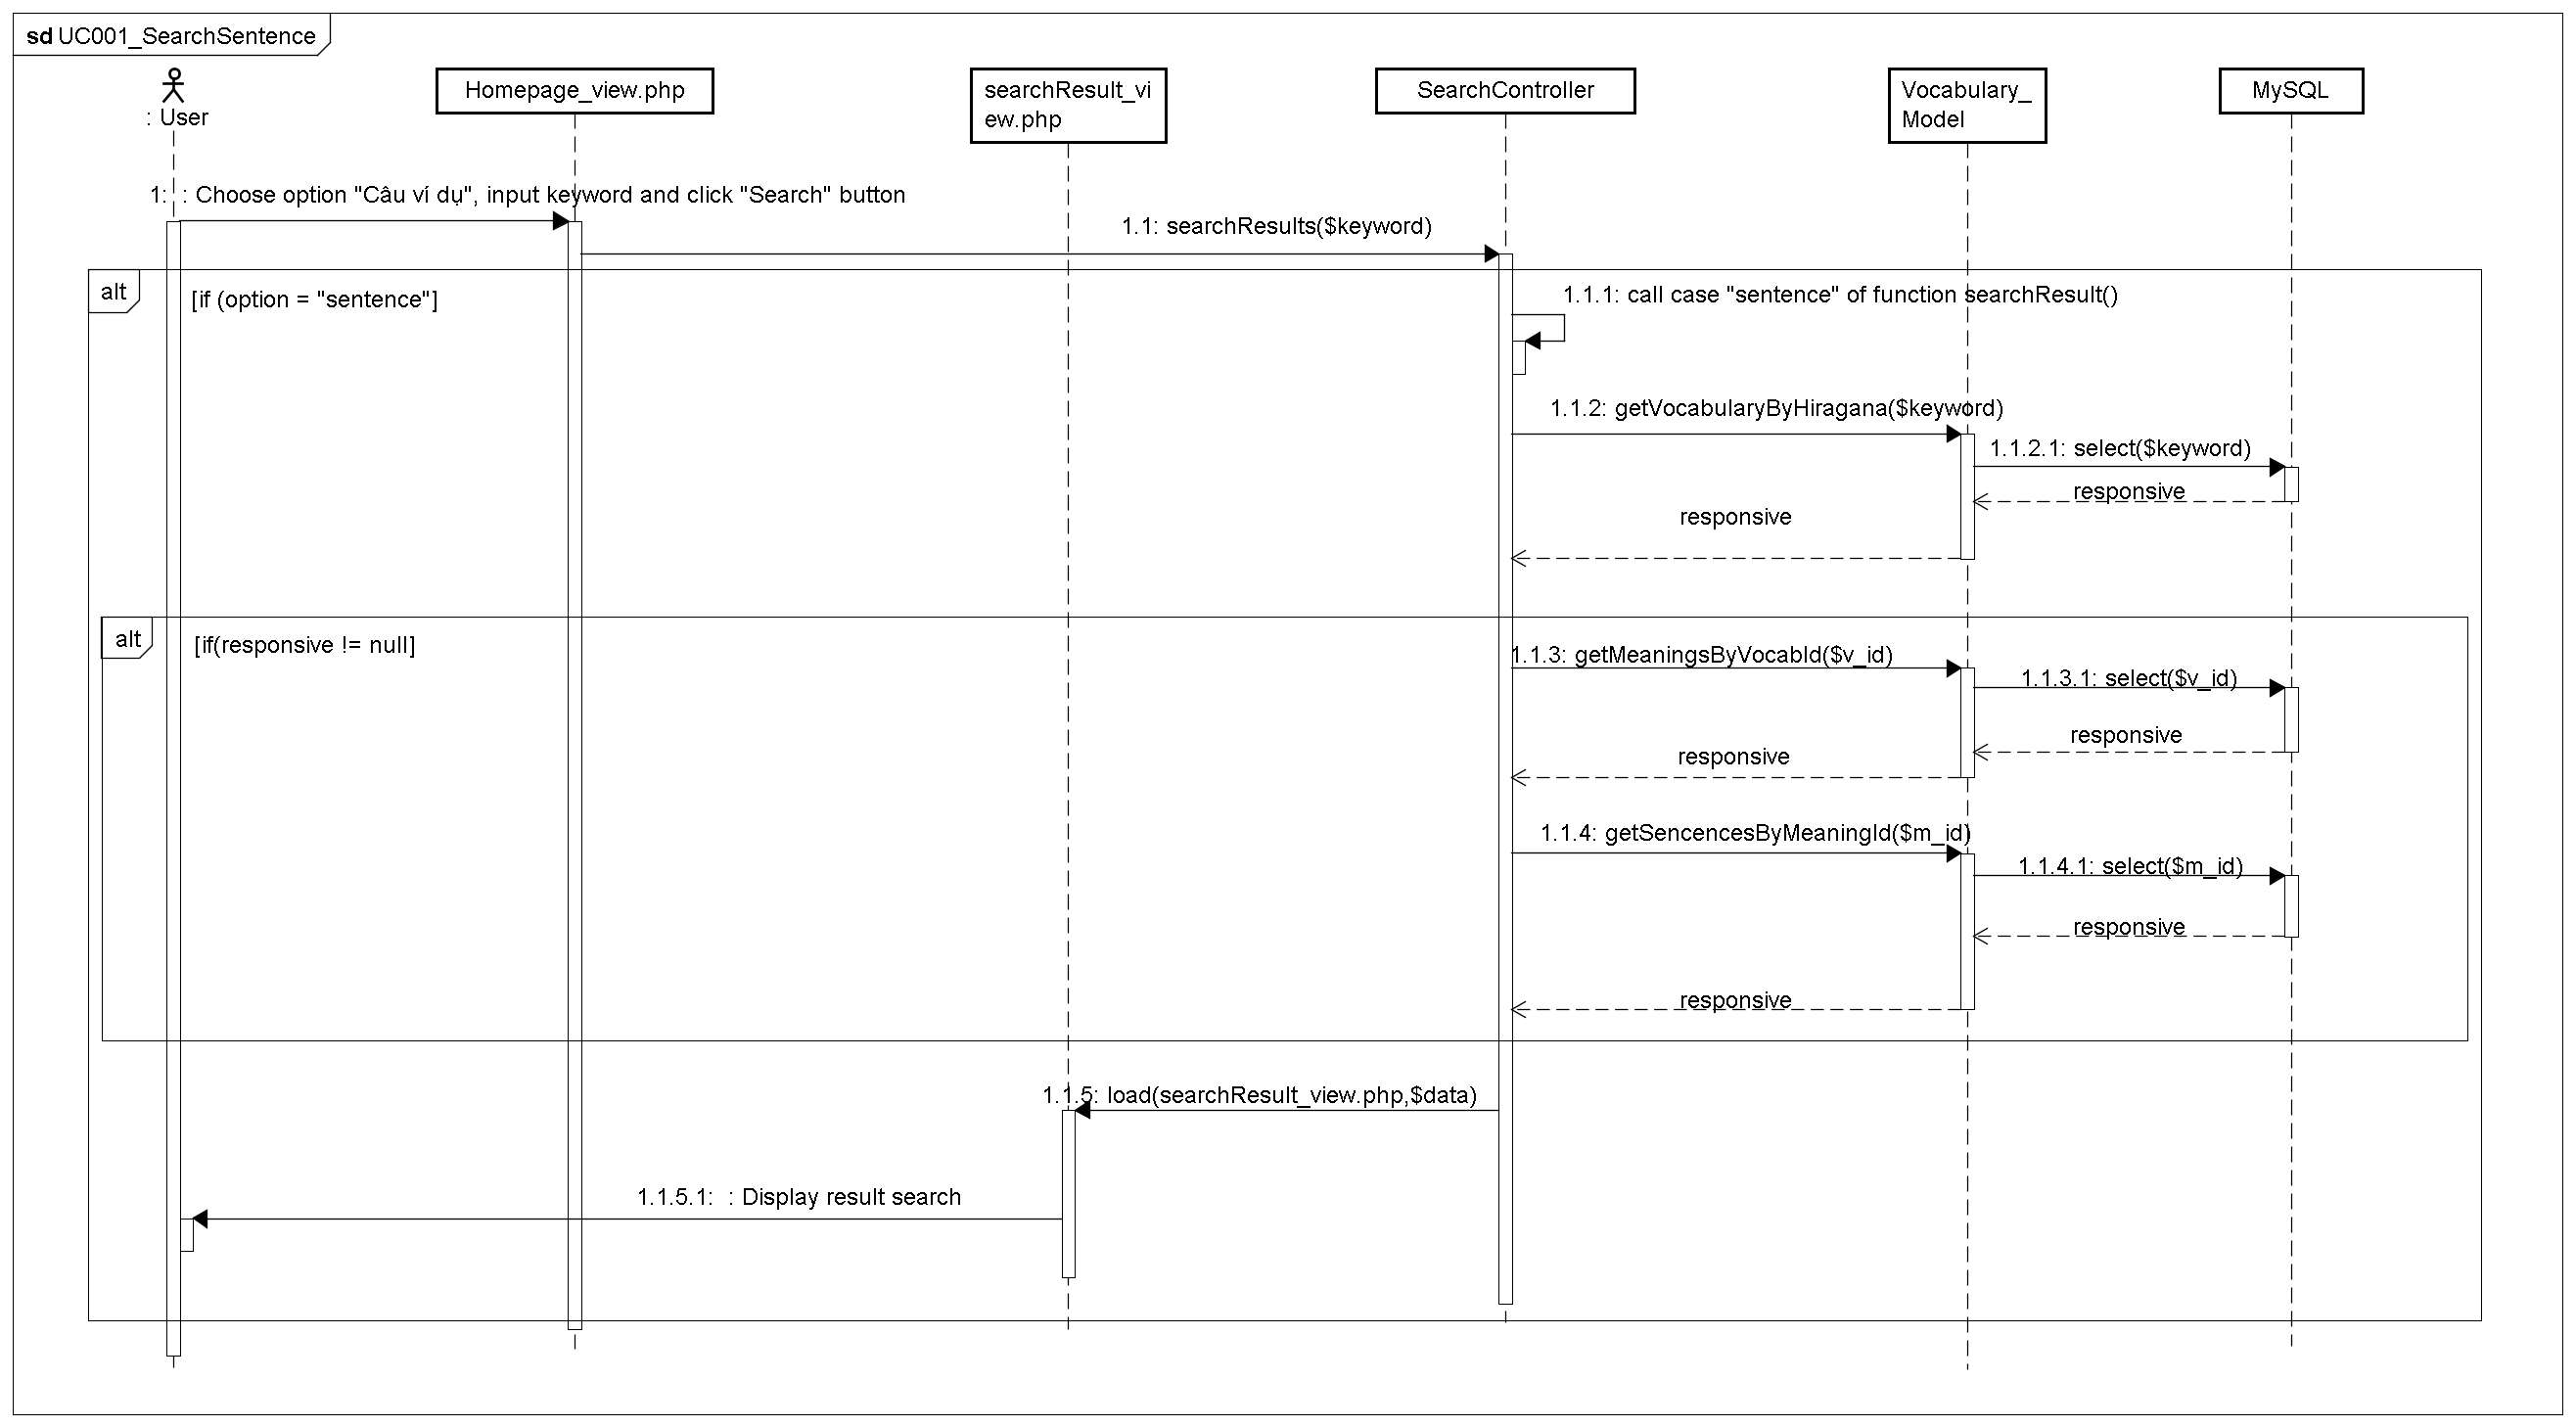 sd UC001_SearchSentence
: User
Homepage_view.php
searchResult_vi
ew.php
SearchController
Vocabulary_
Model
MySQL
1: : Choose option "Câu ví dụ", input keyword and click "Search" button
1.1: searchResults($keyword)
alt
[if (option = "sentence"]
1.1.1: call case "sentence" of function searchResult()
1.1.2: getVocabularyByHiragana($keyword)
1.1.2.1: select($keyword)
responsive
responsive
alt
[if(responsive != null]
1.1.3: getMeaningsByVocabId($v_id)
1.1.3.1: select($v_id)
responsive
responsive
1.1.4: getSencencesByMeaningId($m_id)
1.1.4.1: select($m_id)
responsive
responsive
1.1.5: load(searchResult_view.php,$data)
1.1.5.1: : Display result search